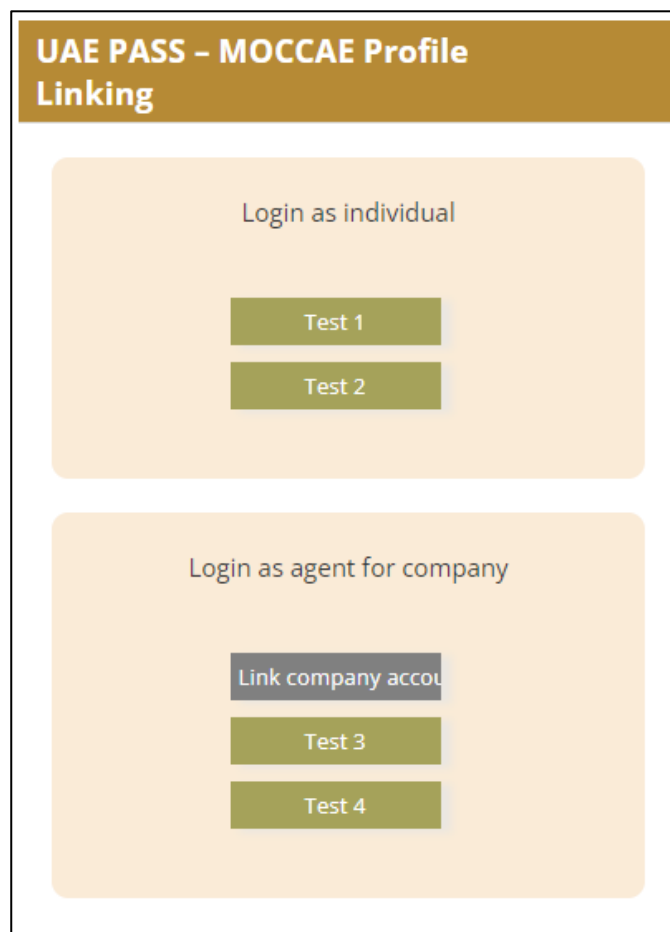 UAE PASS – MOCCAE Profile
Linking
Login as individual
Test 1
Test 2
Login as agent for company
Link company accou
Test 3
Test 4